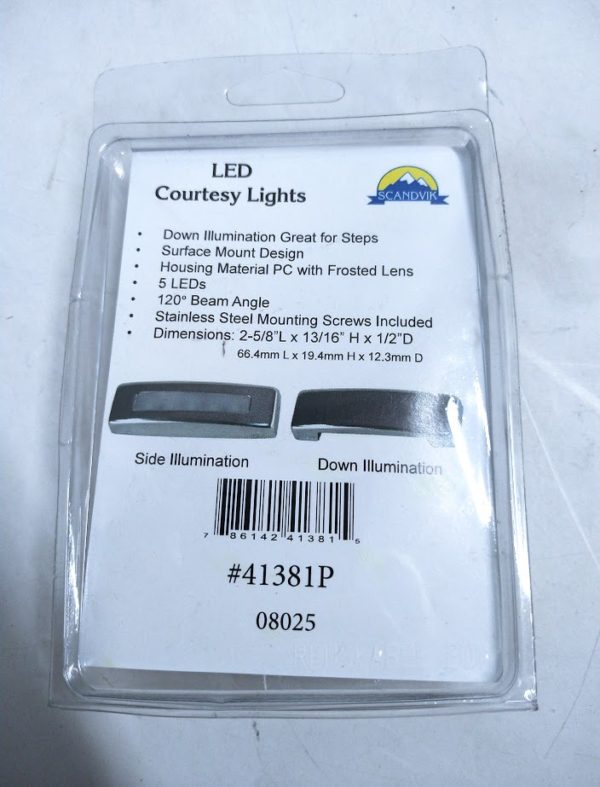 LED
Courtesy Lights
SCANDVIK
• Down Illumination Great for Steps
• Surface Mount Design
• Housing Material PC with Frosted Lens
• 5 LEDs
• 120° Beam Angle
• Stainless Steel Mounting Screws Included
• Dimensions: 2-5/8"L x 13/16" H x 1/2"D
66.4mm L x 19.4mm H x 12.3mm D
Side Illumination
Down Illumination
7 86142 41381 5
#41381P
08025